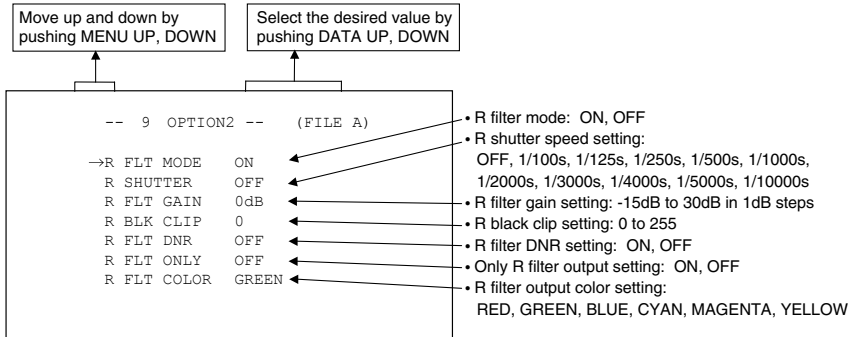 Move up and down by
pushing MENU UP, DOWN
Select the desired value by
pushing DATA UP, DOWN
-- 9 OPTION2 -- (FILE A)
→R FLT MODE ON
R SHUTTER OFF
R FLT GAIN 0dB
R BLK CLIP 0
R FLT DNR OFF
R FLT ONLY OFF
R FLT COLOR GREEN
• R filter mode: ON, OFF
• R shutter speed setting:
OFF, 1/100s, 1/125s, 1/250s, 1/500s, 1/1000s,
1/2000s, 1/3000s, 1/4000s, 1/5000s, 1/10000s
• R filter gain setting: -15dB to 30dB in 1dB steps
• R black clip setting: 0 to 255
• R filter DNR setting: ON, OFF
• Only R filter output setting: ON, OFF
• R filter output color setting:
RED, GREEN, BLUE, CYAN, MAGENTA, YELLOW